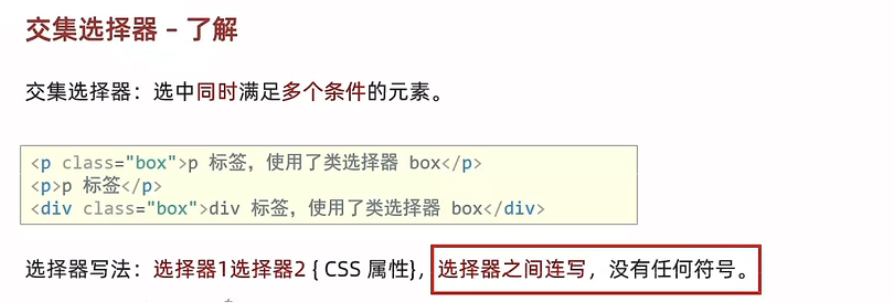 交集选择器 – 了解
交集选择器：选中同时满足多个条件的元素。
<p class="box">p 标签，使用了类选择器 box</p>
<p>p 标签</p>
<div class="box">div 标签，使用了类选择器 box</div>
选择器写法：选择器1选择器2 { CSS 属性}，选择器之间连写，没有任何符号。